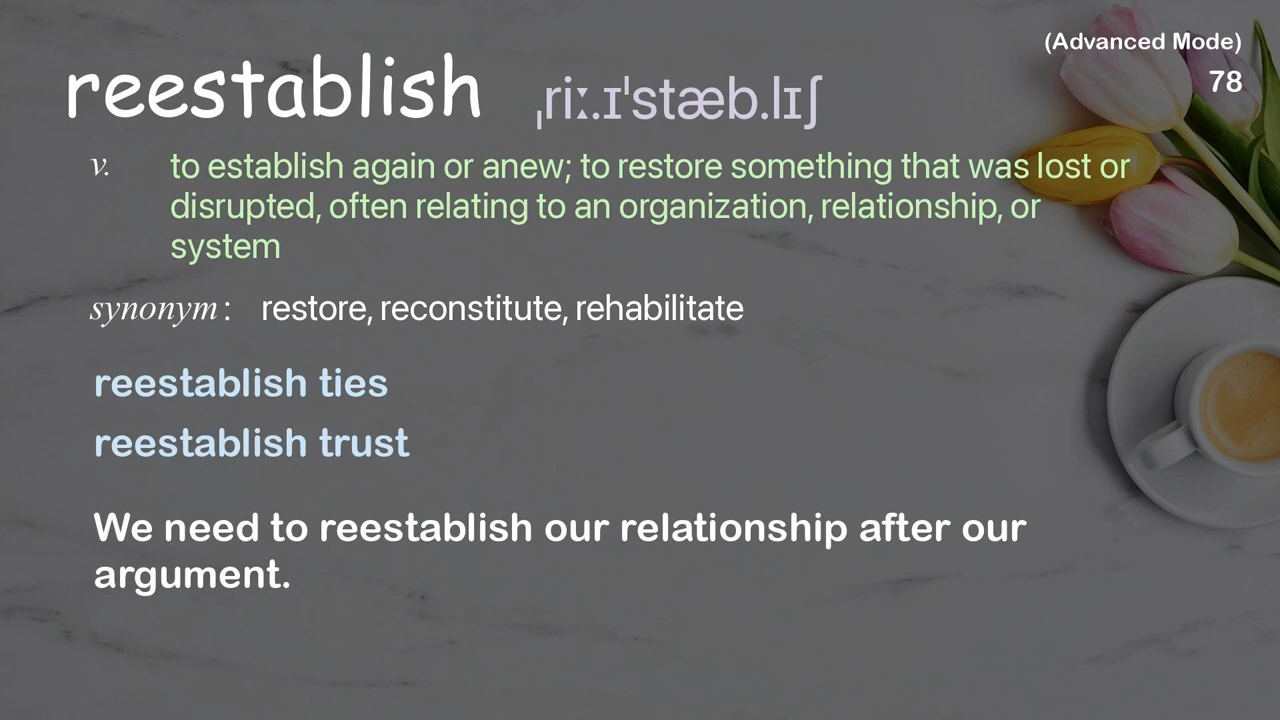 (Advanced Mode)
78
reestablish ˌriː.ɪˈstæb.lɪʃ
v. to establish again or anew; to restore something that was lost or
disrupted, often relating to an organization, relationship, or
system
synonym : restore, reconstitute, rehabilitate
reestablish ties
reestablish trust
We need to reestablish our relationship after our
argument.